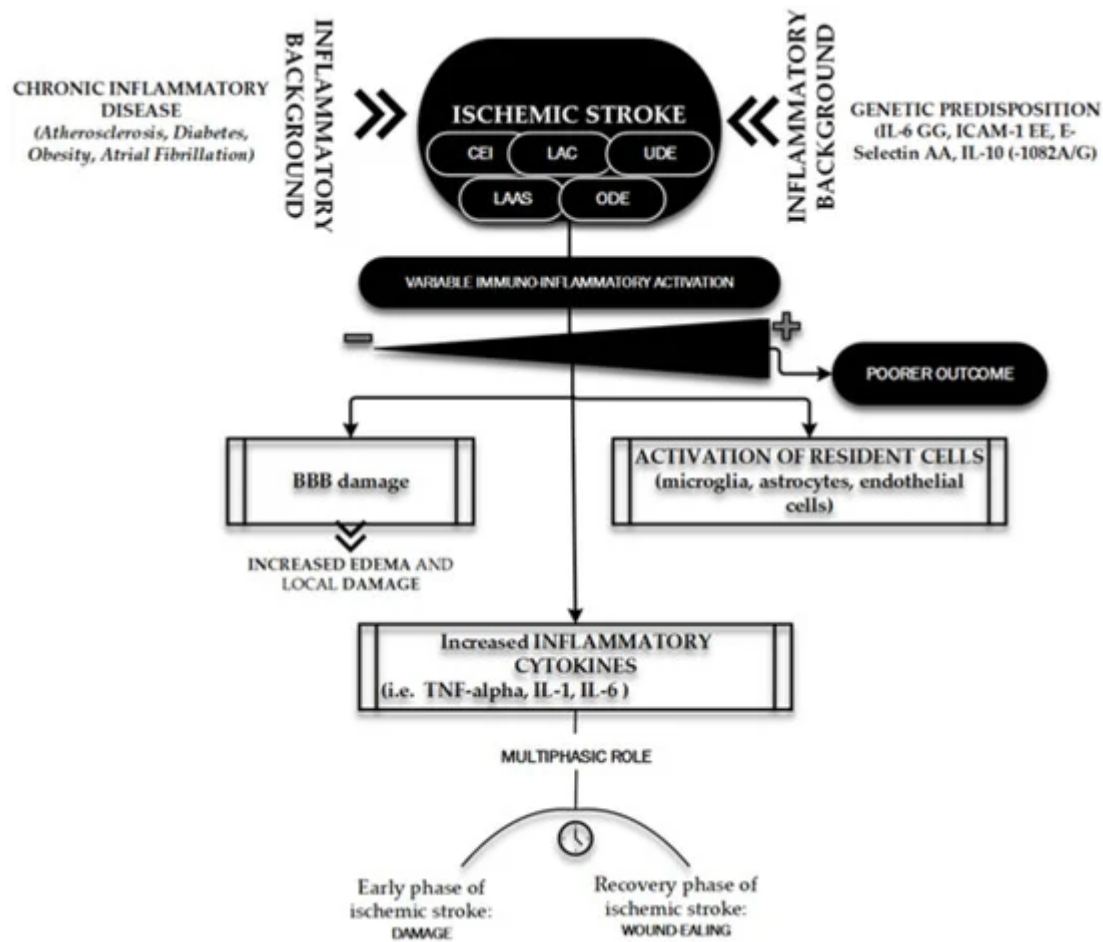 CHRONIC INFLAMMATORY
DISEASE
(Atherosclerosis, Diabetes,
Obesity, Atrial Fibrillation)
INFLAMMATORY
BACKGROUND
ISCHEMIC STROKE
CEI
LAC
UDE
LAAS
ODE
INFLAMMATORY
BACKGROUND
GENETIC PREDISPOSITION
(IL-6 GG, ICAM-1 EE, E-
Selectin AA, IL-10 (-1082A/G)
VARIABLE IMMUNO-INFLAMMATORY ACTIVATION
− +
POORER OUTCOME
BBB damage
INCREASED EDEMA AND
LOCAL DAMAGE
ACTIVATION OF RESIDENT CELLS
(microglia, astrocytes, endothelial
cells)
Increased INFLAMMATORY
CYTOKINES
(i.e. TNF-alpha, IL-1, IL-6 )
MULTIPHASIC ROLE
Early phase of
ischemic stroke:
DAMAGE
Recovery phase of
ischemic stroke:
WOUND-EALING